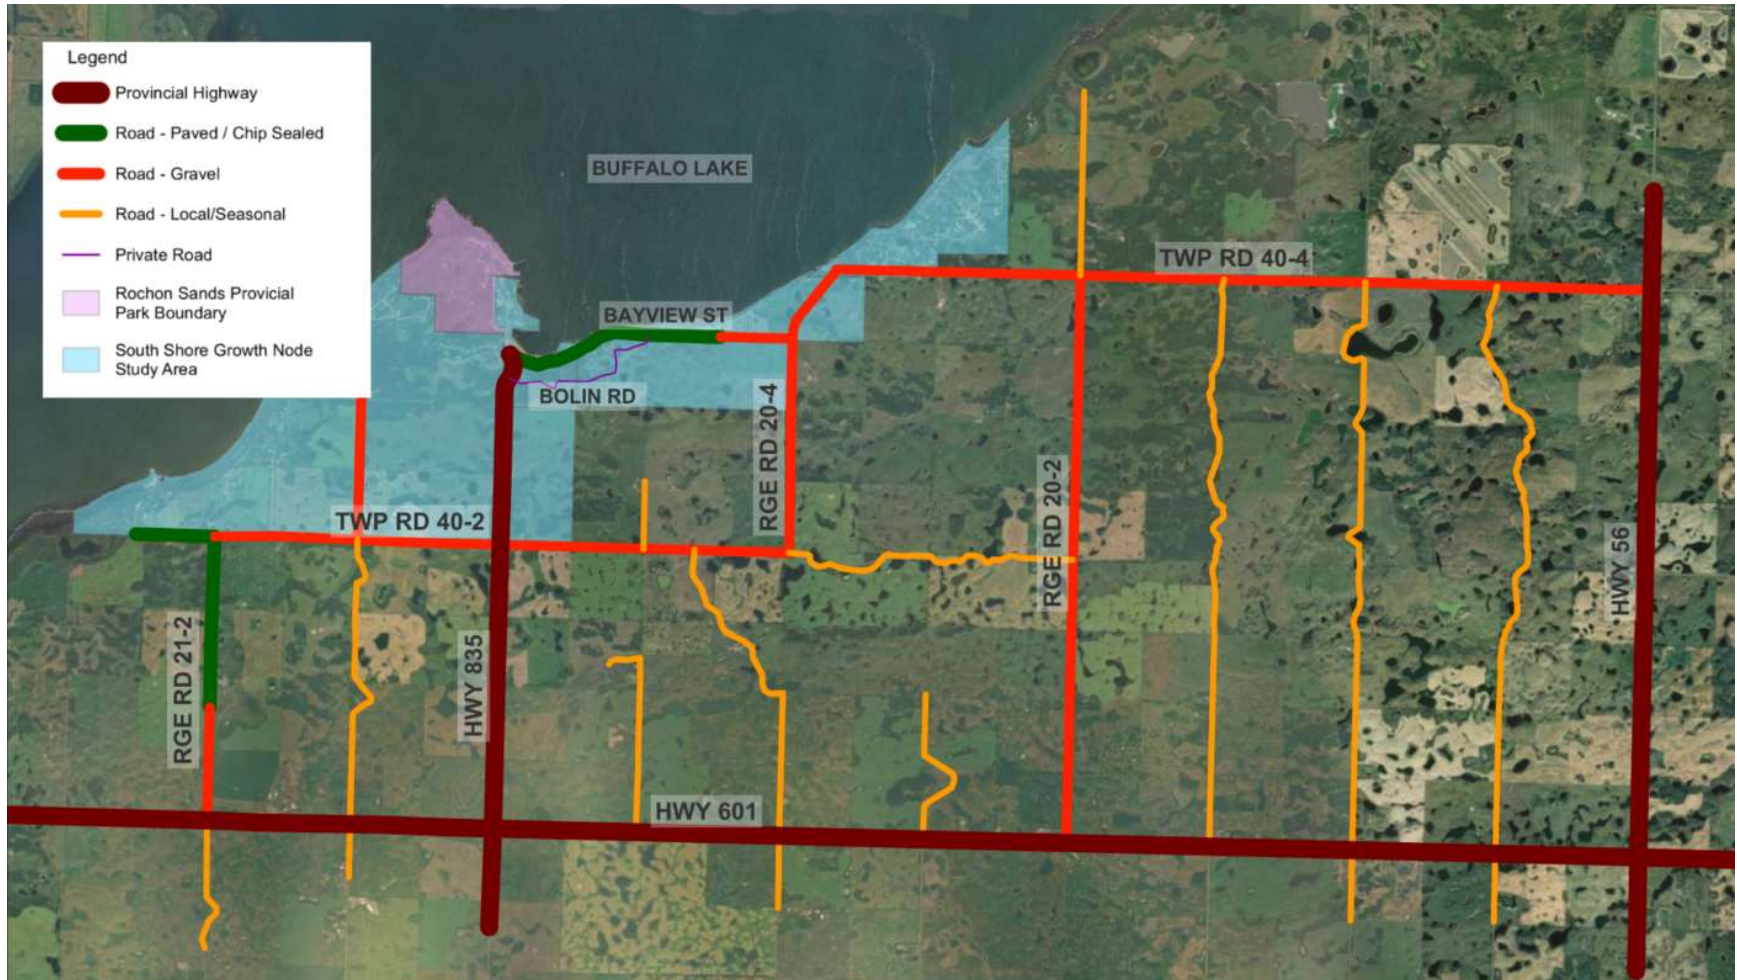 Legend
Provincial Highway
Road - Paved / Chip Sealed
Road - Gravel
Road - Local/Seasonal
Private Road
Rochon Sands Provicial
Park Boundary
South Shore Growth Node
Study Area
BUFFALO LAKE
TWP RD 40-4
BAYVIEW ST
BOLIN RD
RGE RD 20-4
RGE RD 20-2
TWP RD 40-2
HWY 56
RGE RD 21-2
HWY 835
HWY 601